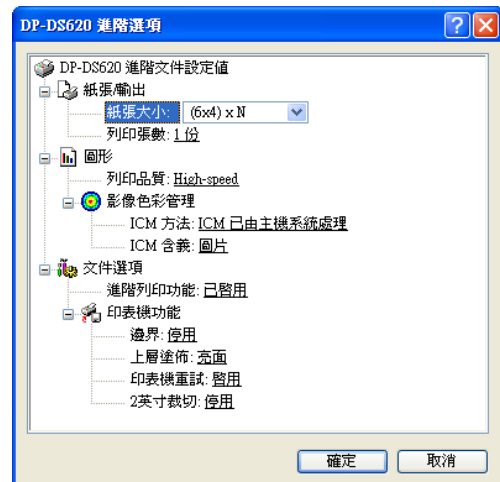 DP-DS620 進階選項
DP-DS620 進階文件設定値
紙張/輸出
紙張大小: (6x4) x N
列印張數: 1 份
圖形
列印品質: High-speed
影像色彩管理
ICM 方法: ICM 已由主機系統處理
ICM 含義: 圖片
文件選項
進階列印功能: 已啓用
印表機功能
邊界: 停用
上層塗佈: 亮面
印表機重試: 啓用
2英寸裁切: 停用
確定 取消